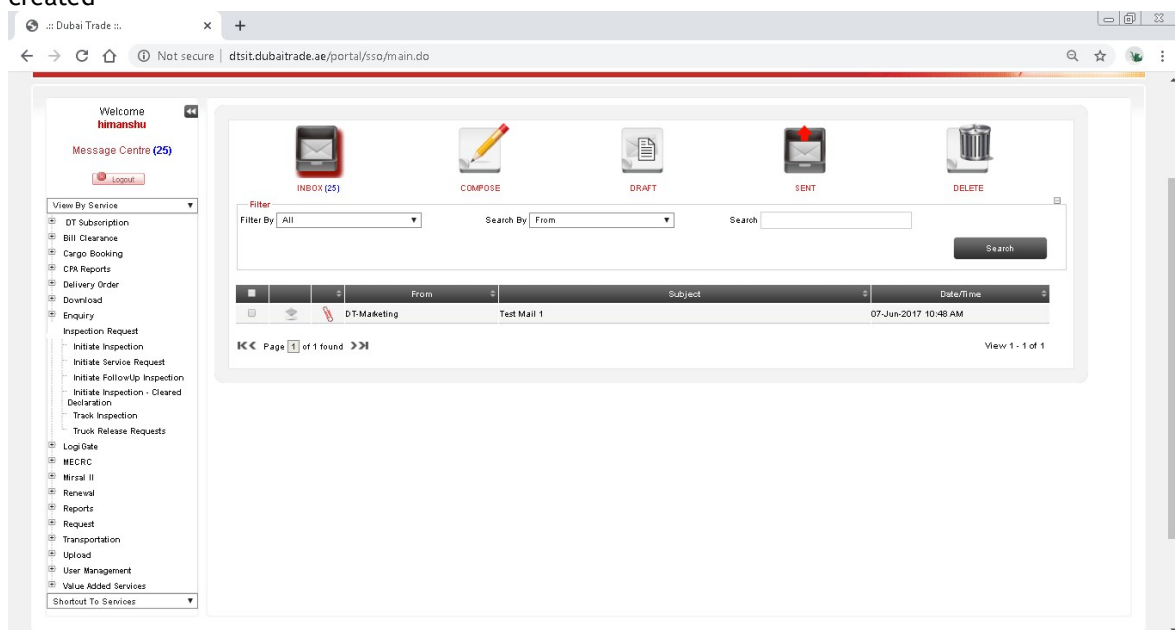 created
.:: Dubai Trade ::.
Not secure | dtsit.dubaitrade.ae/portal/sso/main.do
Welcome
himanshu
Message Centre (25)
Logout
View By Service
DT Subscription
Bill Clearance
Cargo Booking
CPA Reports
Delivery Order
Download
Enquiry
Inspection Request
Initiate Inspection
Initiate Service Request
Initiate FollowUp Inspection
Initiate Inspection - Cleared
Declaration
Track Inspection
Truck Release Requests
LogiGate
MECRC
Mirsal II
Renewal
Reports
Request
Transportation
Upload
User Management
Value Added Services
Shortcut To Services
INBOX (25) COMPOSE DRAFT SENT DELETE
Filter
Filter By All Search By From Search
Search
From Subject Date/Time
DT-Marketing Test Mail 1 07-Jun-2017 10:48 AM
Page 1 of 1 found View 1 - 1 of 1